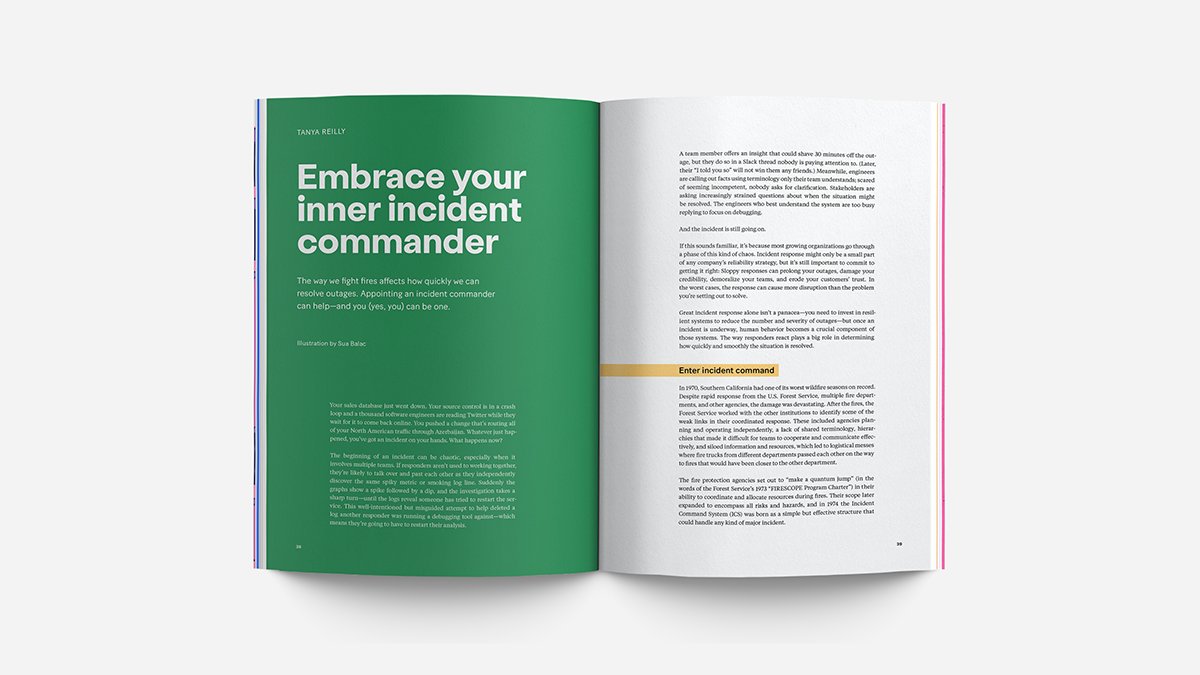 TANYA REILLY
Embrace your
inner incident
commander
The way we fight fires affects how quickly we can
resolve outages. Appointing an incident commander
can help—and you (yes, you) can be one.
Illustration by Sua Balac
Your sales database just went down. Your source control is in a crash
loop and a thousand software engineers are reading Twitter while they
wait for it to come back online. You pushed a change that's routing all
of your North American traffic through Azerbaijan. Whatever just hap-
pened, you've got an incident on your hands. What happens now?
The beginning of an incident can be chaotic, especially when it
involves multiple teams. If responders aren't used to working together,
they're likely to talk over and past each other as they independently
discover the same spiky metric or smoking log line. Suddenly the
graphs show a spike followed by a dip, and the investigation takes a
sharp turn—until the logs reveal someone has tried to restart the ser-
vice. This well-intentioned but misguided attempt to help deleted a
log another responder was running a debugging tool against—which
means they're going to have to restart their analysis.
38
A team member offers an insight that could shave 30 minutes off the out-
age, but they do so in a Slack thread nobody is paying attention to. (Later,
their “I told you so” will not win them any friends.) Meanwhile, engineers
are calling out facts using terminology only their team understands; scared
of seeming incompetent, nobody asks for clarification. Stakeholders are
asking increasingly strained questions about when the situation might
be resolved. The engineers who best understand the system are too busy
replying to focus on debugging.
And the incident is still going on.
If this sounds familiar, it's because most growing organizations go through
a phase of this kind of chaos. Incident response might only be a small part
of any company's reliability strategy, but it's still important to commit to
getting it right: Sloppy responses can prolong your outages, damage your
credibility, demoralize your teams, and erode your customers' trust. In
the worst cases, the response can cause more disruption than the problem
you're setting out to solve.
Great incident response alone isn't a panacea—you need to invest in resil-
ient systems to reduce the number and severity of outages—but once an
incident is underway, human behavior becomes a crucial component of
those systems. The way responders react plays a big role in determining
how quickly and smoothly the situation is resolved.
Enter incident command
In 1970, Southern California had one of its worst wildfire seasons on record.
Despite rapid response from the U.S. Forest Service, multiple fire depart-
ments, and other agencies, the damage was devastating. After the fires, the
Forest Service worked with the other institutions to identify some of the
weak links in their coordinated response. These included agencies plan-
ning and operating independently, a lack of shared terminology, hierar-
chies that made it difficult for teams to cooperate and communicate effec-
tively, and siloed information and resources, which led to logistical messes
where fire trucks from different departments passed each other on the way
to fires that would have been closer to the other department.
The fire protection agencies set out to “make a quantum jump” (in the
words of the Forest Service's 1973 “FIRESCOPE Program Charter”) in their
ability to coordinate and allocate resources during fires. Their scope later
expanded to encompass all risks and hazards, and in 1974 the Incident
Command System (ICS) was born as a simple but effective structure that
could handle any kind of major incident.
39